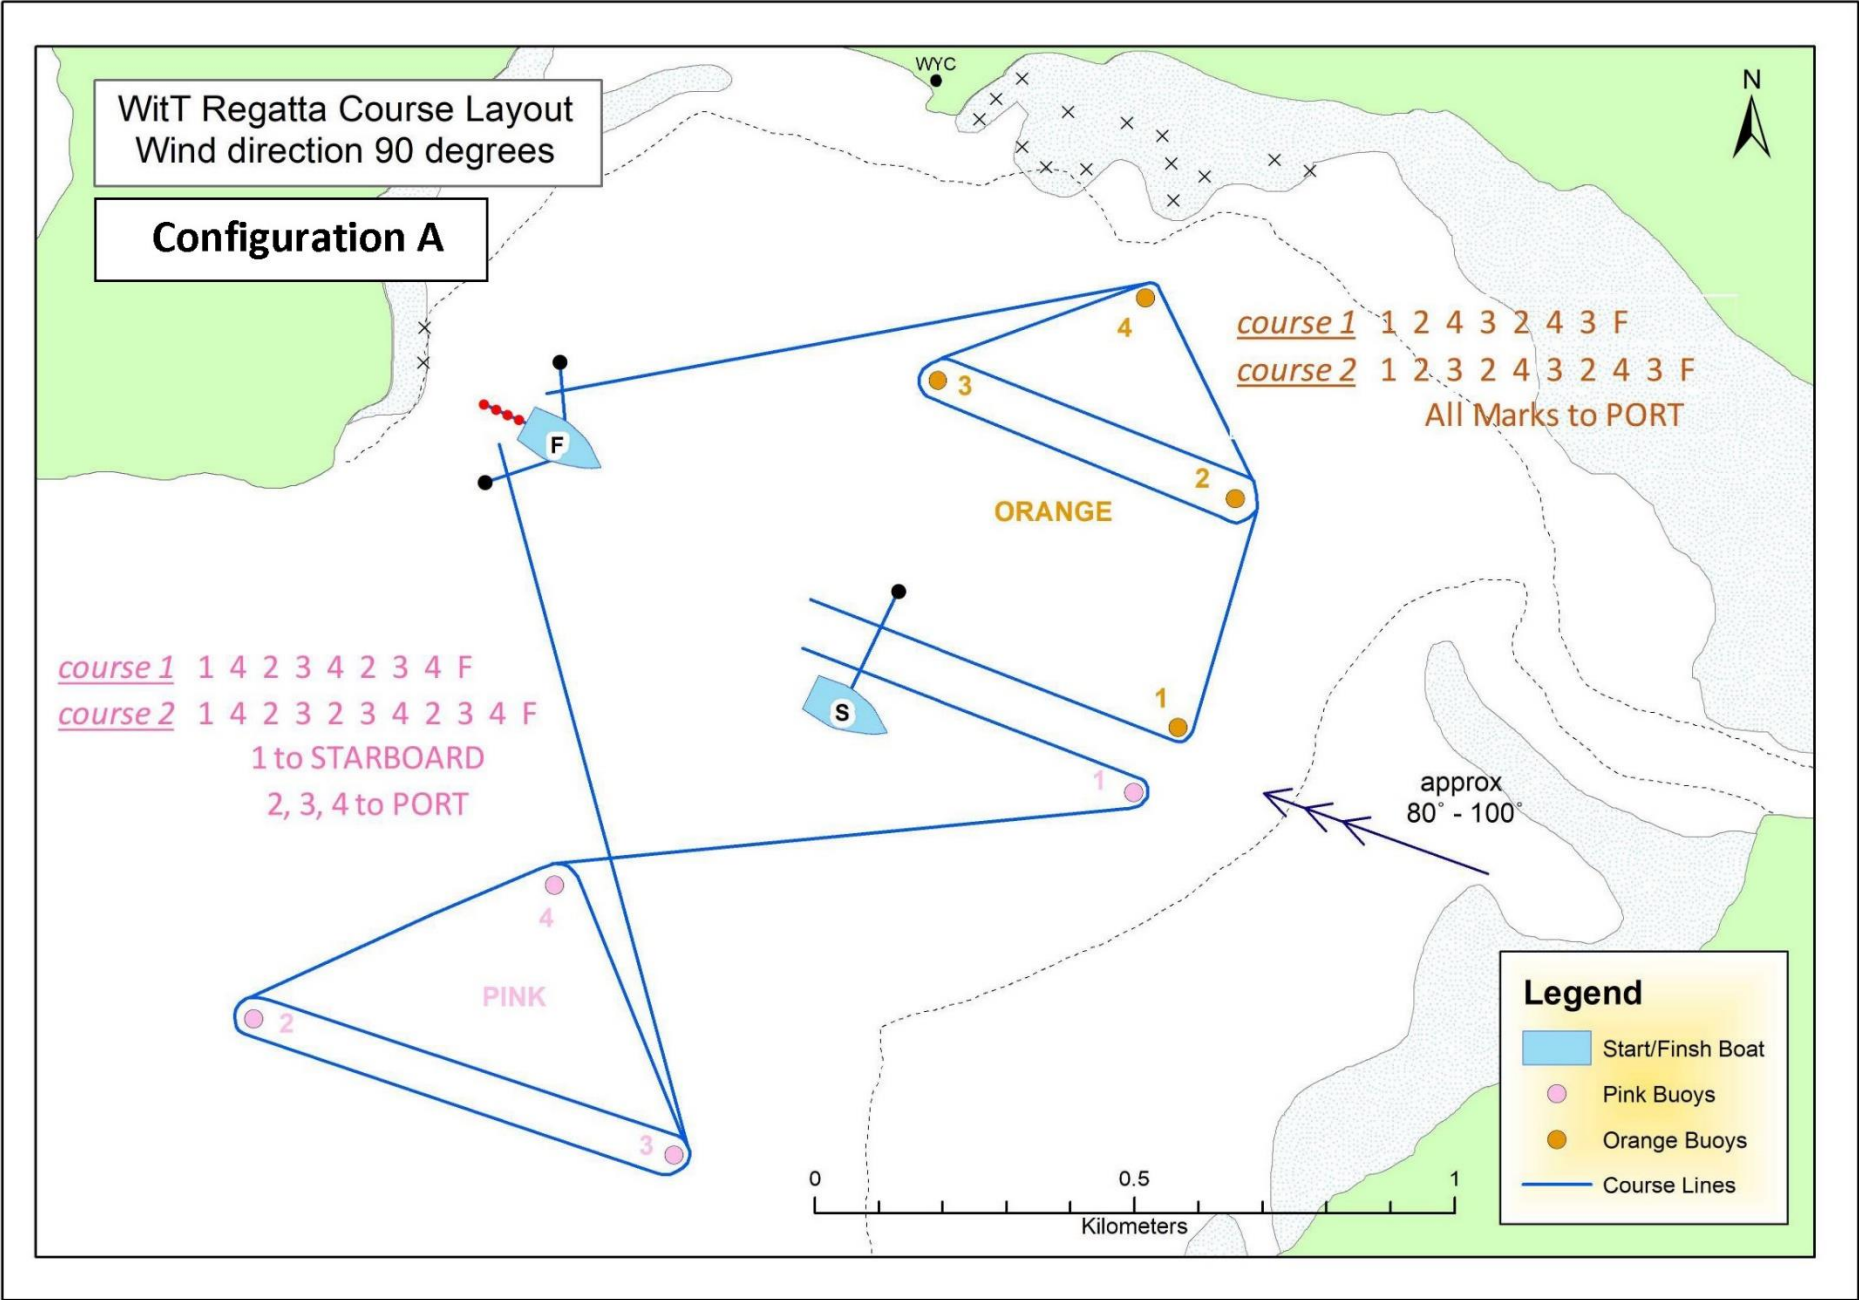 WitT Regatta Course Layout
Wind direction 90 degrees
Configuration A
WYC
N
4
3
2
ORANGE
1
course 1 1 2 4 3 2 4 3 F
course 2 1 2 3 2 4 3 2 4 3 F
All Marks to PORT
F
S
course 1 1 4 2 3 4 2 3 4 F
course 2 1 4 2 3 2 3 4 2 3 4 F
1 to STARBOARD
2, 3, 4 to PORT
1
approx
80° - 100°
4
PINK
2
3
0 0.5 1
Kilometers
Legend
Start/Finsh Boat
Pink Buoys
Orange Buoys
Course Lines